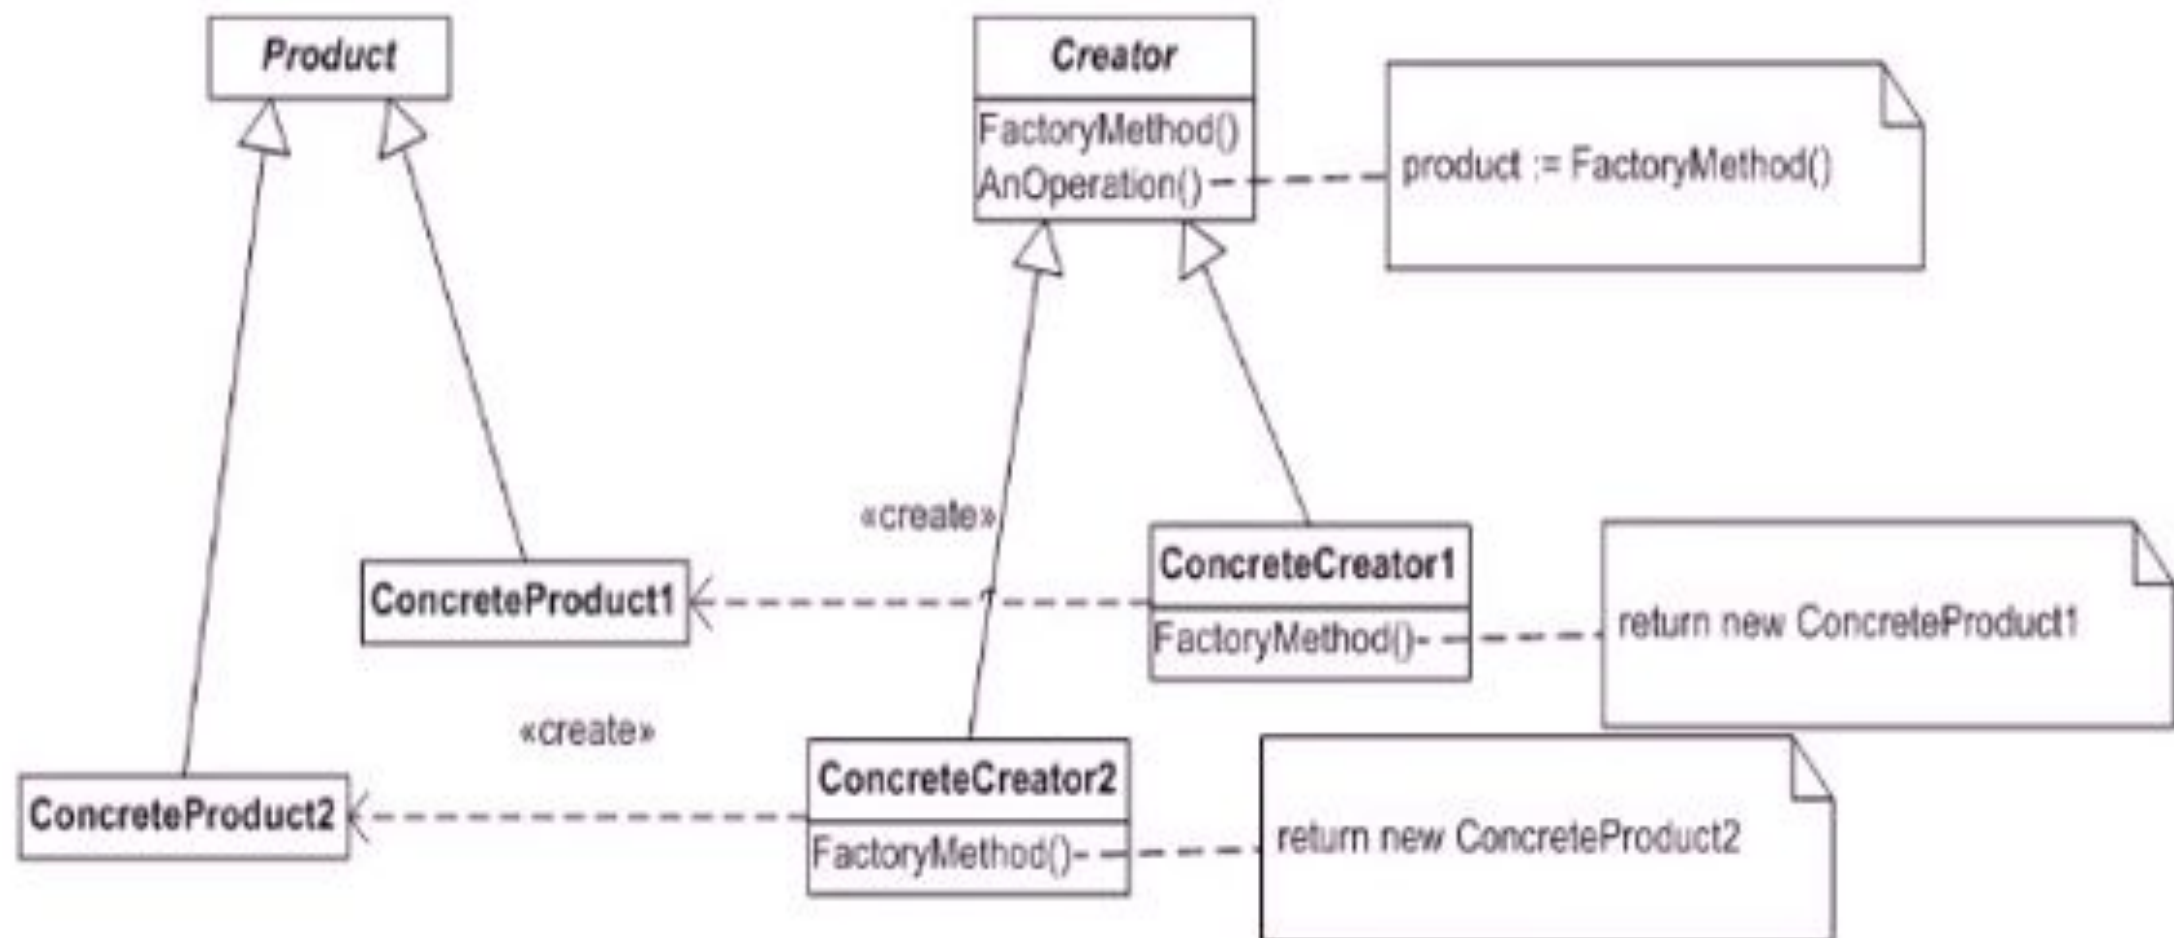 Product
Creator
FactoryMethod()
AnOperation()
product := FactoryMethod()
«create»
ConcreteProduct1
ConcreteCreator1
FactoryMethod()
return new ConcreteProduct1
«create»
ConcreteProduct2
ConcreteCreator2
FactoryMethod()
return new ConcreteProduct2